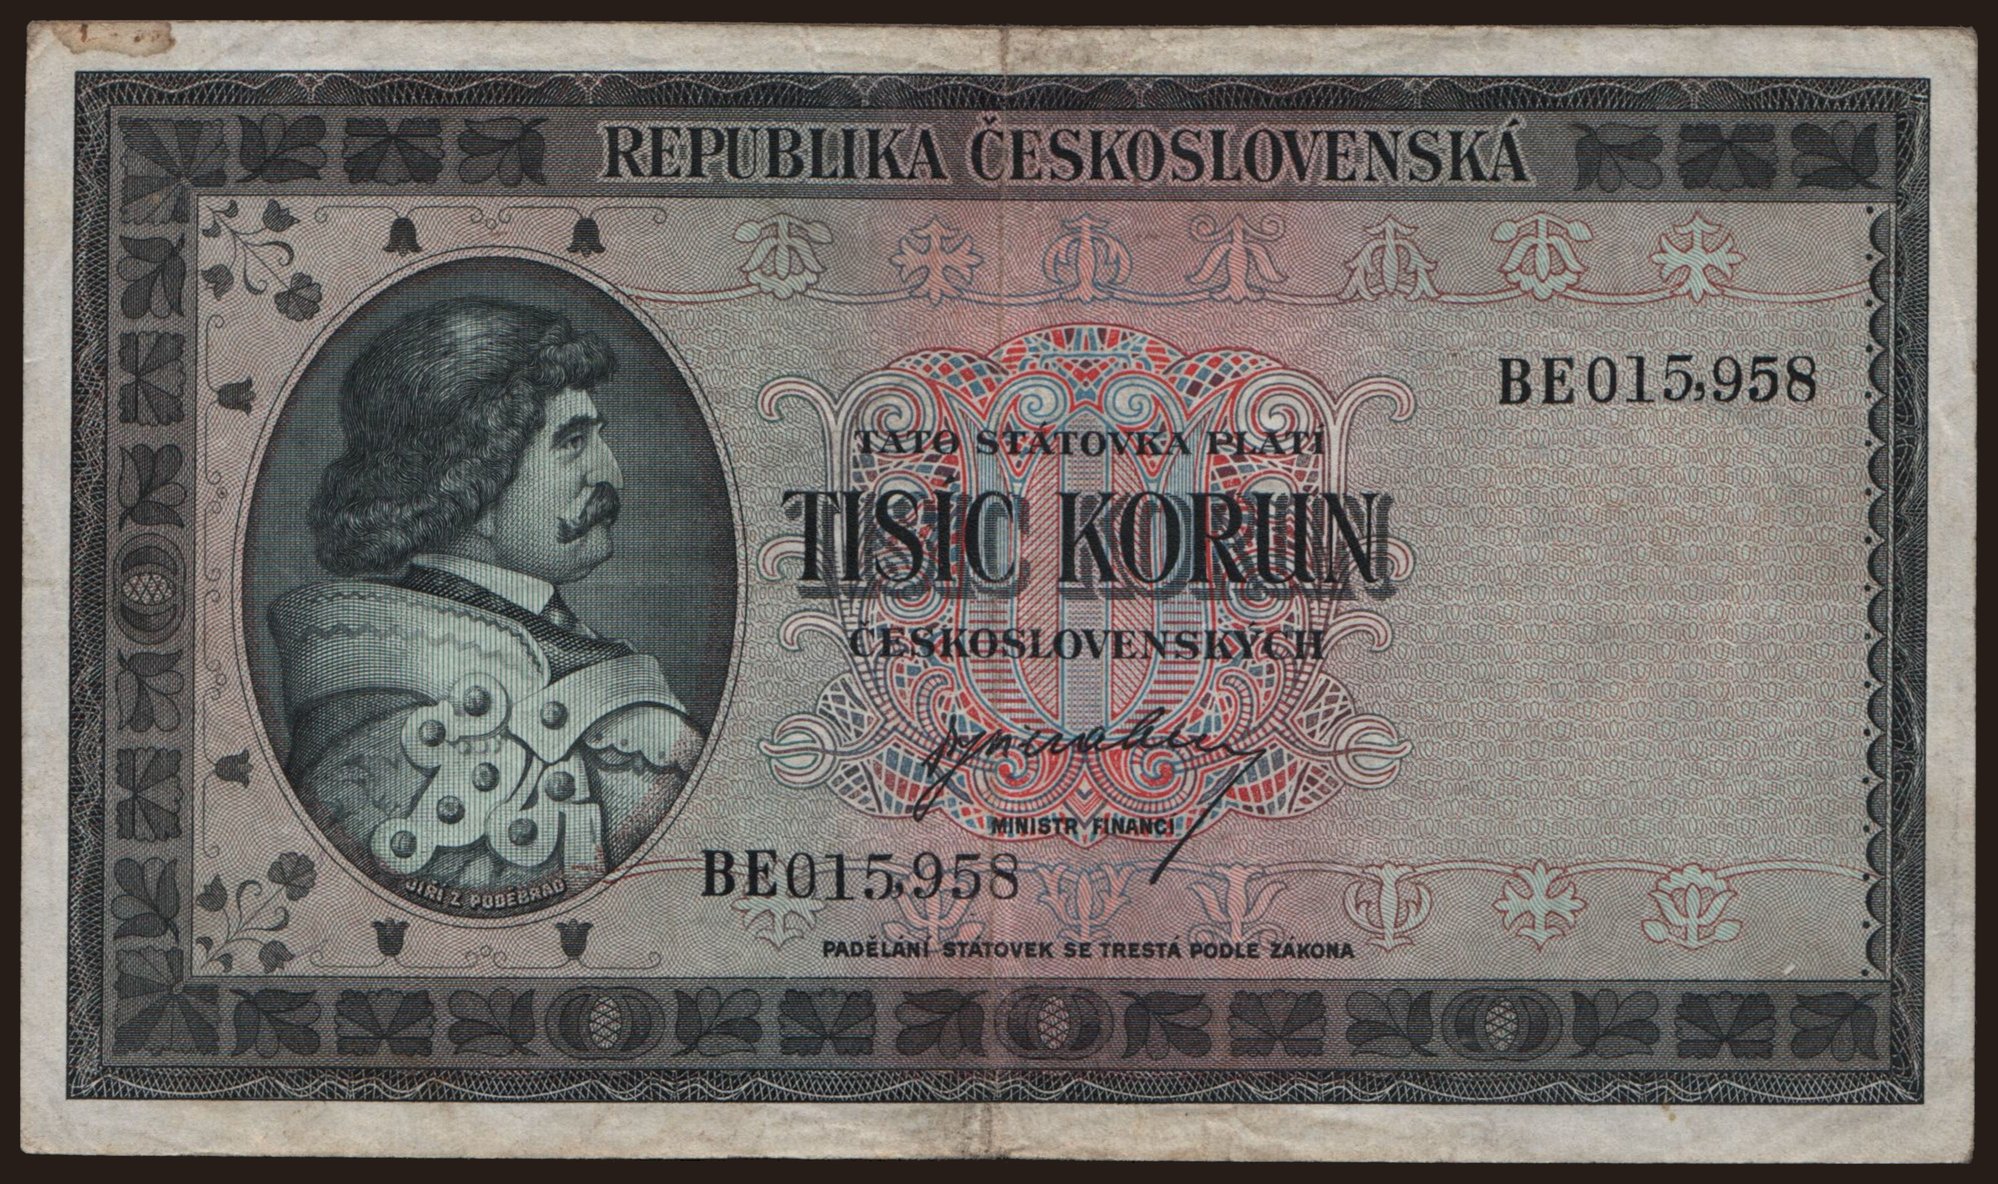 REPUBLIKA ČESKOSLOVENSKÁ
BE015,958
TATO STÁTOVKA PLATÍ
TISÍC KORUN
ČESKOSLOVENSKÝCH
MINISTR FINANCÍ
BE015,958
JIŘÍ Z PODĚBRAD
PADĚLÁNÍ STÁTOVEK SE TRESTÁ PODLE ZÁKONA